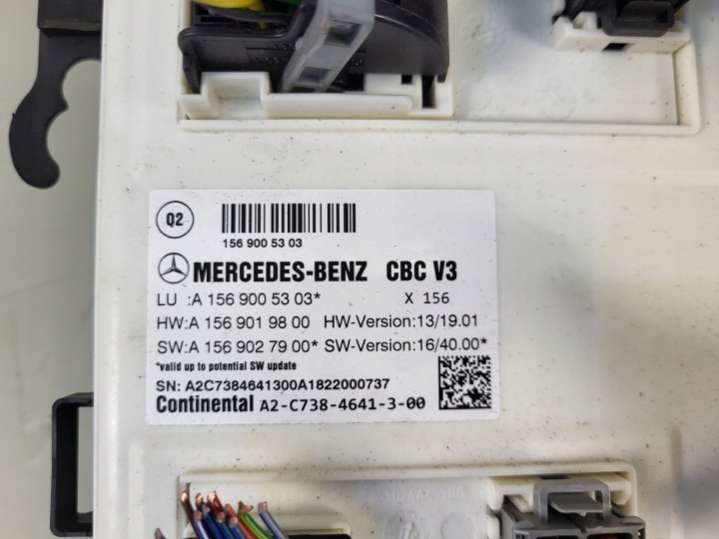 Q2
156 900 53 03
MERCEDES-BENZ CBC V3
LU :A 156 900 53 03* X 156
HW:A 156 901 98 00 HW-Version:13/19.01
SW:A 156 902 79 00* SW-Version:16/40.00*
*valid up to potential SW update
SN: A2C7384641300A1822000737
Continental A2-C738-4641-3-00